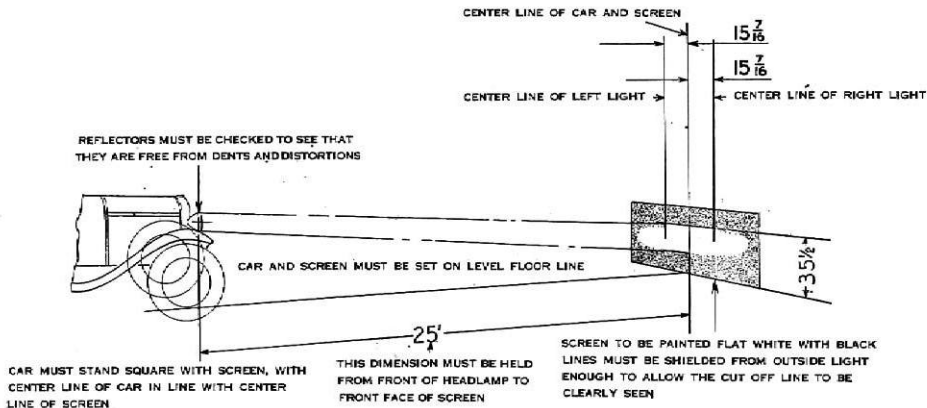 CENTER LINE OF CAR AND SCREEN
15 7/16
15 7/16
CENTER LINE OF LEFT LIGHT
CENTER LINE OF RIGHT LIGHT
REFLECTORS MUST BE CHECKED TO SEE THAT
THEY ARE FREE FROM DENTS AND DISTORTIONS
CAR AND SCREEN MUST BE SET ON LEVEL FLOOR LINE
35½
25'
CAR MUST STAND SQUARE WITH SCREEN, WITH
CENTER LINE OF CAR IN LINE WITH CENTER
LINE OF SCREEN
THIS DIMENSION MUST BE HELD
FROM FRONT OF HEADLAMP TO
FRONT FACE OF SCREEN
SCREEN TO BE PAINTED FLAT WHITE WITH BLACK
LINES MUST BE SHIELDED FROM OUTSIDE LIGHT
ENOUGH TO ALLOW THE CUT OFF LINE TO BE
CLEARLY SEEN